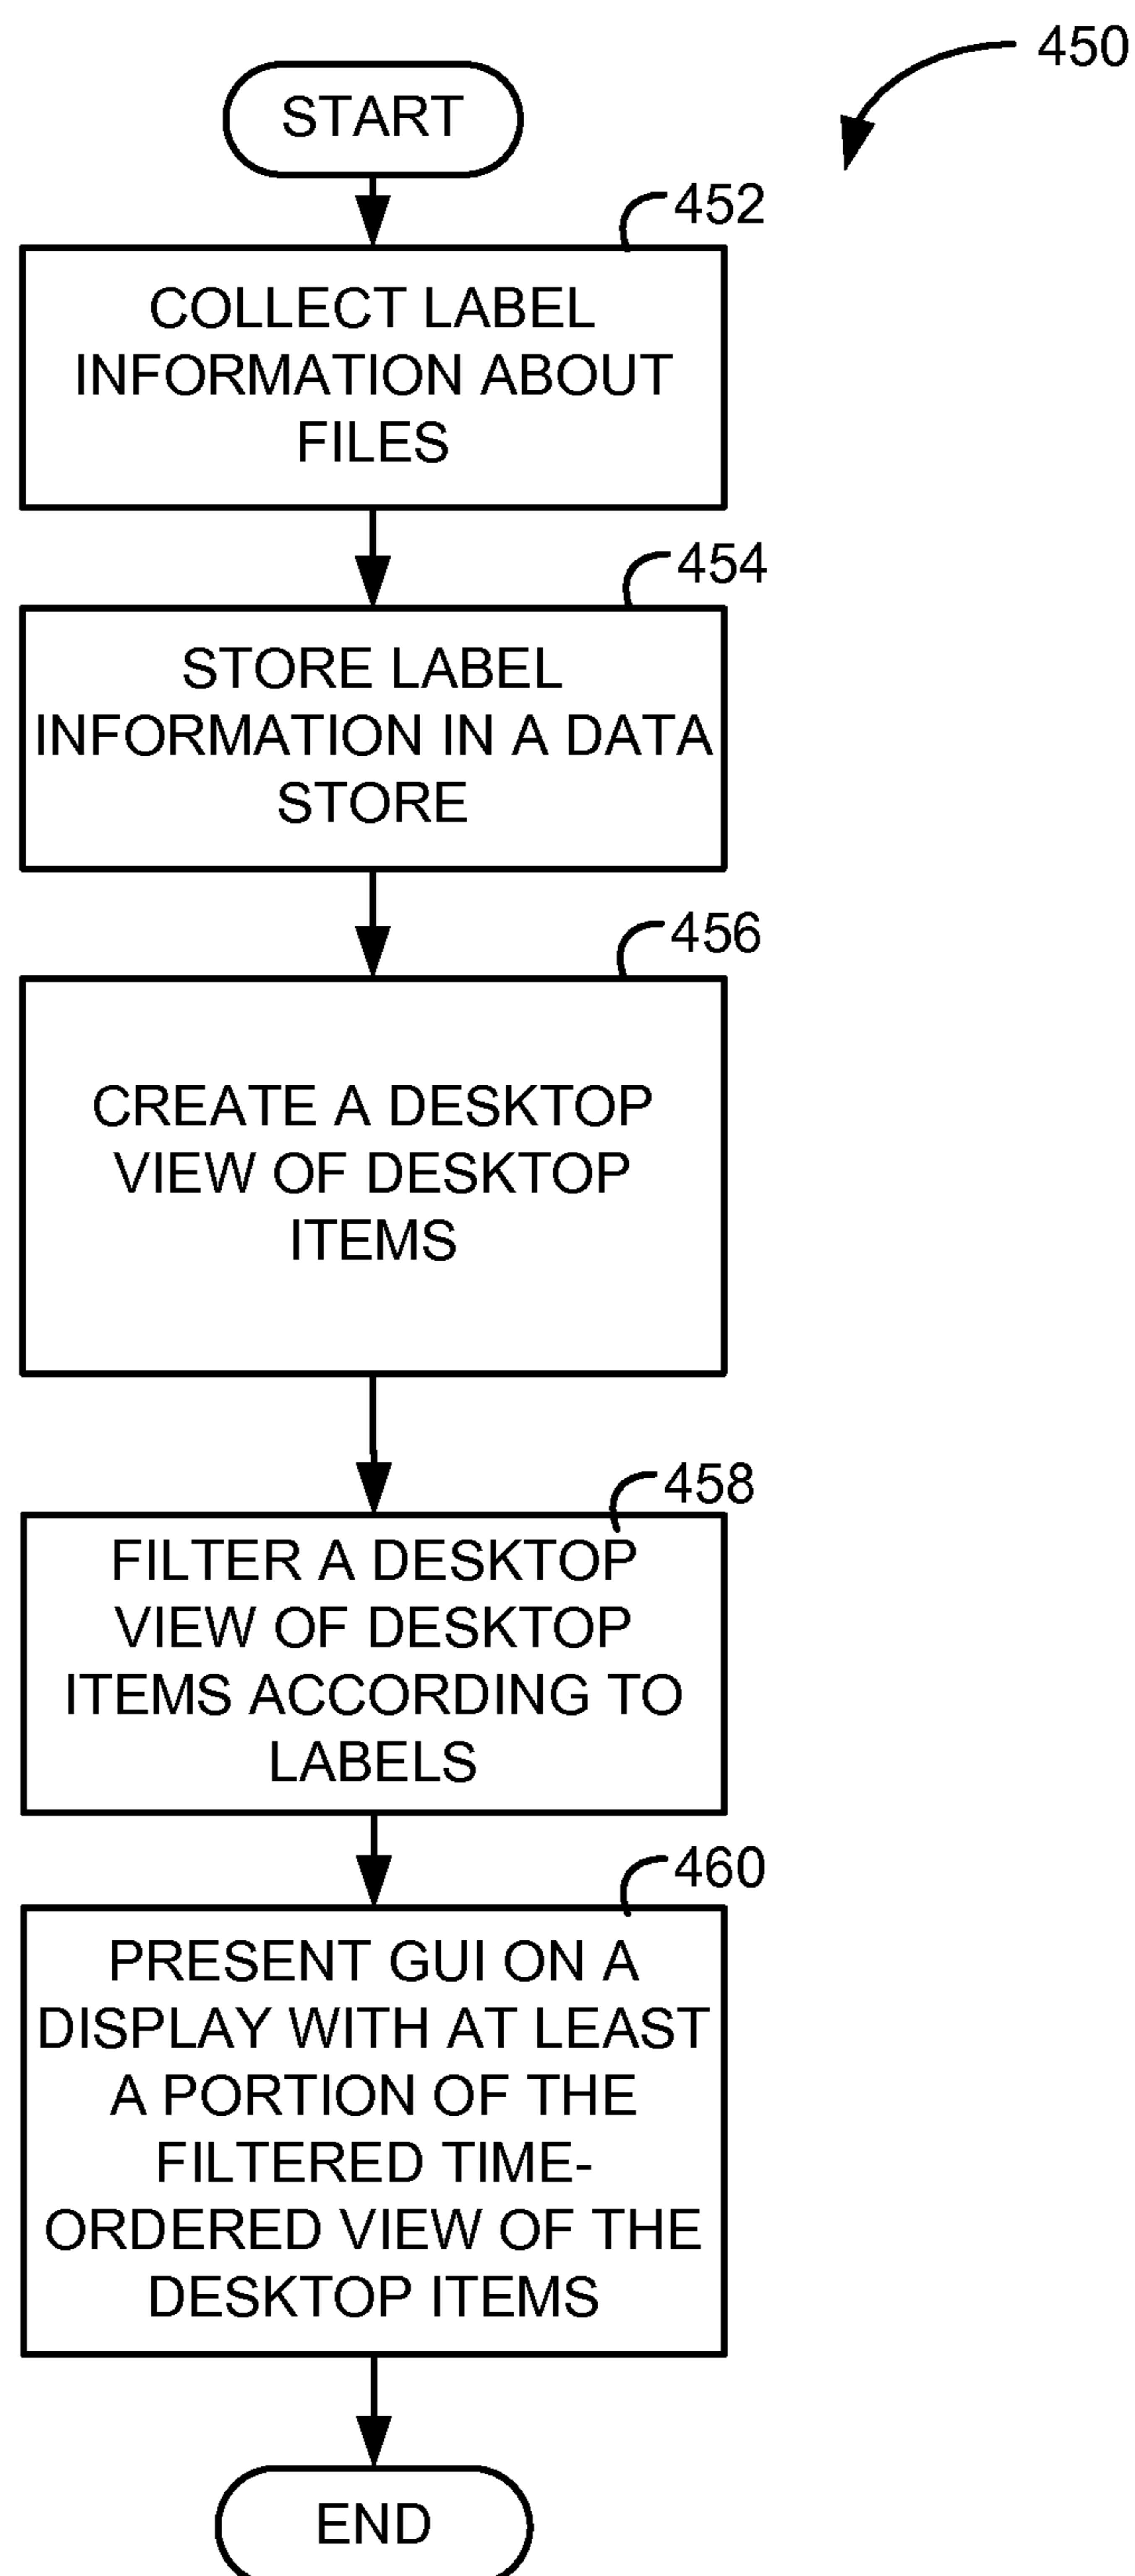 450
START
452
COLLECT LABEL
INFORMATION ABOUT
FILES
454
STORE LABEL
INFORMATION IN A DATA
STORE
456
CREATE A DESKTOP
VIEW OF DESKTOP
ITEMS
458
FILTER A DESKTOP
VIEW OF DESKTOP
ITEMS ACCORDING TO
LABELS
460
PRESENT GUI ON A
DISPLAY WITH AT LEAST
A PORTION OF THE
FILTERED TIME-
ORDERED VIEW OF THE
DESKTOP ITEMS
END